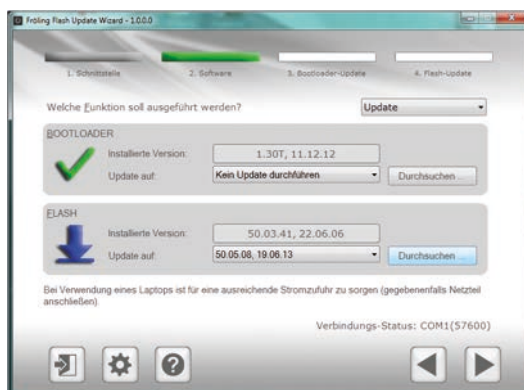 Fröling Flash Update Wizard - 1.0.0.0
1. Schnittstelle
2. Software
3. Bootloader-Update
4. Flash-Update
Welche Funktion soll ausgeführt werden?
Update
BOOTLOADER
Installierte Version:
1.30T, 11.12.12
Update auf:
Kein Update durchführen
Durchsuchen ...
FLASH
Installierte Version:
50.03.41, 22.06.06
Update auf:
50.05.08, 19.06.13
Durchsuchen ...
Bei Verwendung eines Laptops ist für eine ausreichende Stromzufuhr zu sorgen (gegebenenfalls Netzteil
anschließen).
Verbindungs-Status: COM1(57600)
?